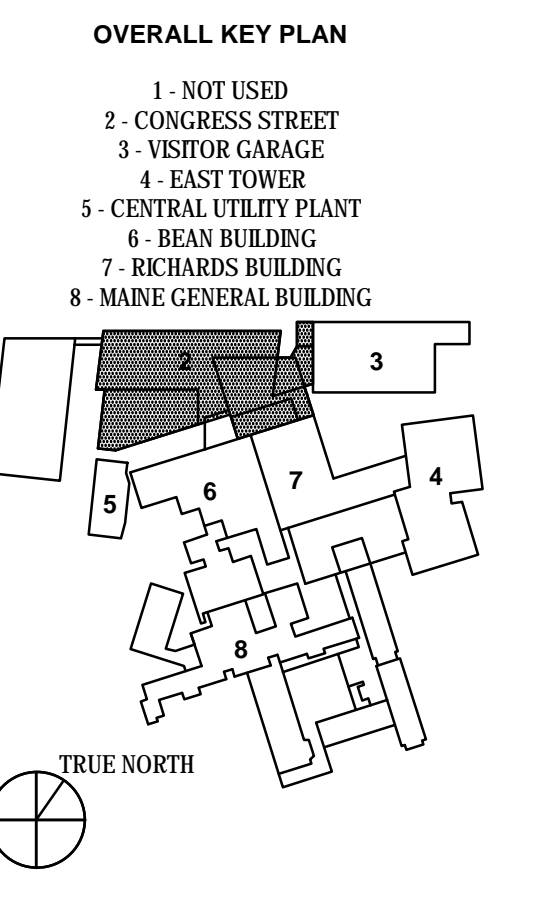 OVERALL KEY PLAN
1 - NOT USED
2 - CONGRESS STREET
3 - VISITOR GARAGE
4 - EAST TOWER
5 - CENTRAL UTILITY PLANT
6 - BEAN BUILDING
7 - RICHARDS BUILDING
8 - MAINE GENERAL BUILDING
2
3
4
7
6
5
8
TRUE NORTH